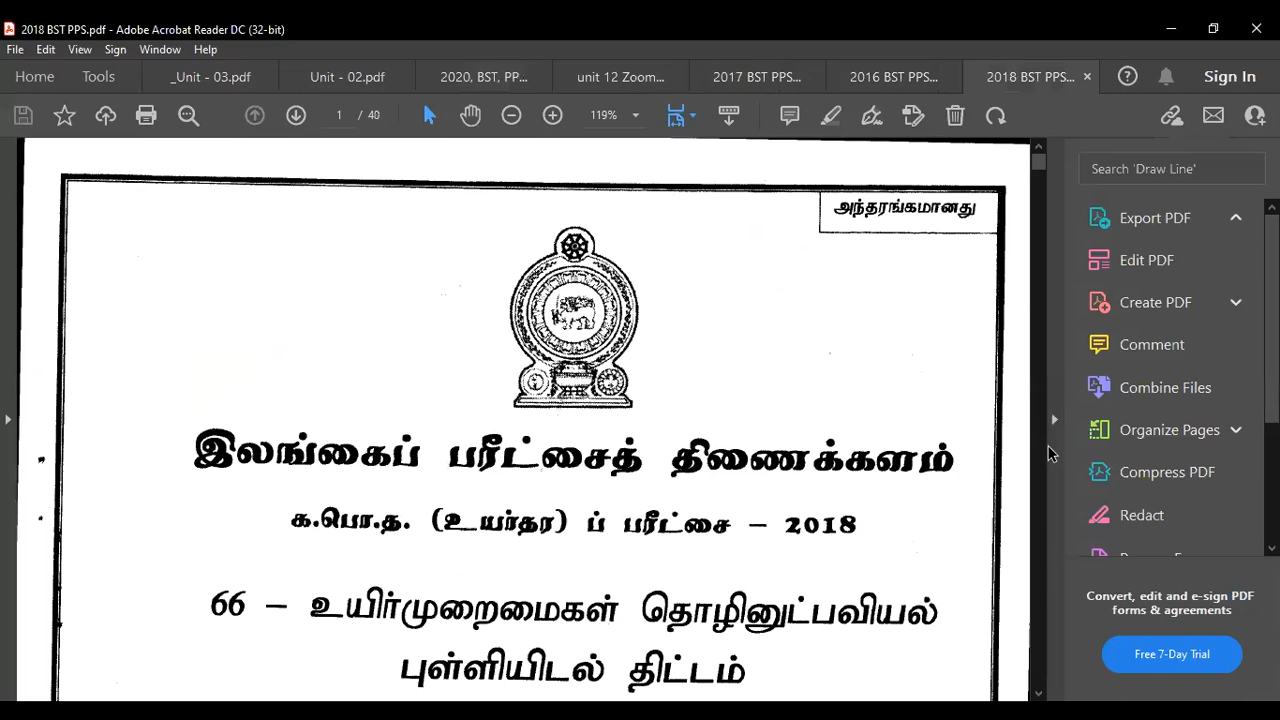 2018 BST PPS.pdf - Adobe Acrobat Reader DC (32-bit)
File Edit View Sign Window Help
Home Tools _Unit - 03.pdf Unit - 02.pdf 2020, BST, PP... unit 12 Zoom... 2017 BST PPS... 2016 BST PPS... 2018 BST PPS... × Sign In
1 / 40 119%
Search 'Draw Line'
Export PDF
Edit PDF
Create PDF
Comment
Combine Files
Organize Pages
Compress PDF
Redact
Convert, edit and e-sign PDF
forms & agreements
Free 7-Day Trial
அந்தரங்கமானது
இலங்கைப் பரீட்சைத் திணைக்களம்
க.பொ.த. (உயர்தர) ப் பரீட்சை – 2018
66 – உயிர்முறைமைகள் தொழினுட்பவியல்
புள்ளியிடல் திட்டம்